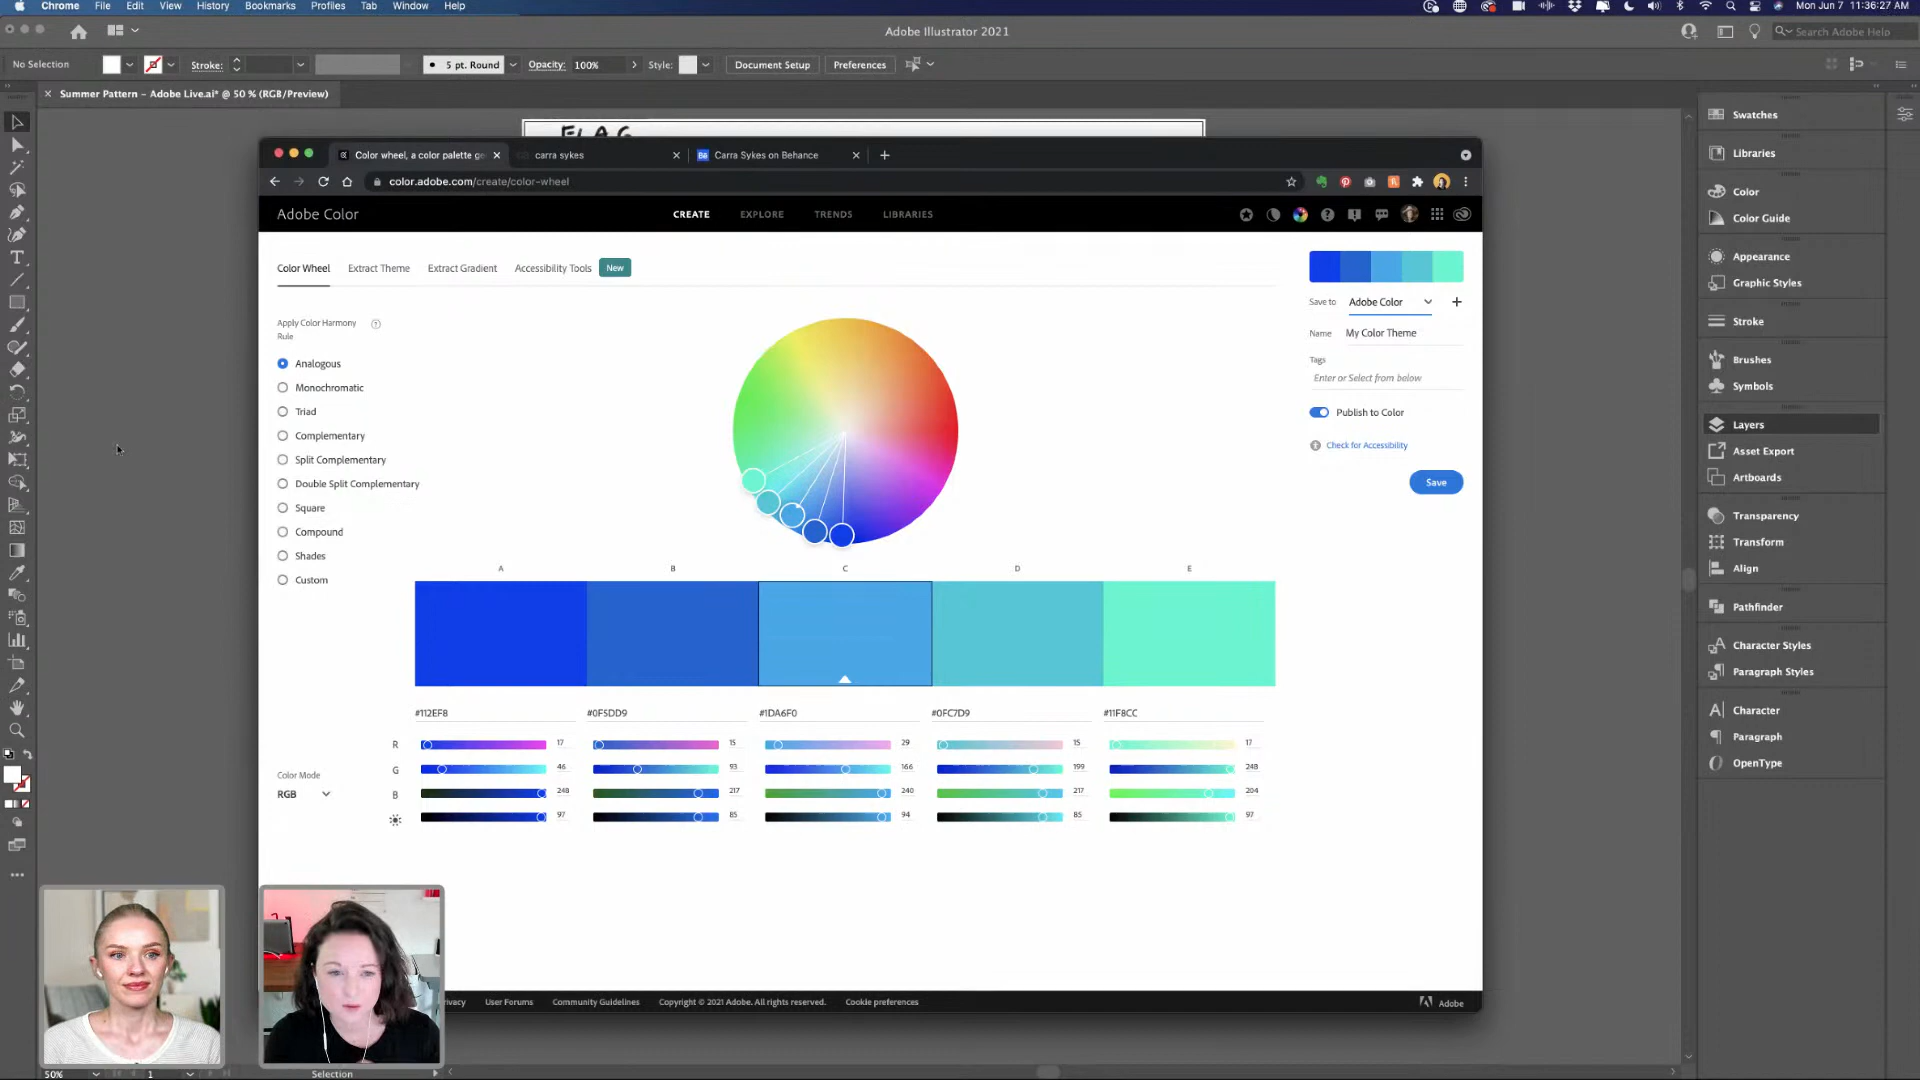 Chrome File Edit View History Bookmarks Profiles Tab Window Help Mon Jun 7 11:36:27 AM
Adobe Illustrator 2021 Search Adobe Help
No Selection Stroke: 5 pt. Round Opacity: 100% Style: Document Setup Preferences
Summer Pattern – Adobe Live.ai* @ 50 % (RGB/Preview)
FLAG
Color wheel, a color palette ge carra sykes Carra Sykes on Behance
color.adobe.com/create/color-wheel
Adobe Color CREATE EXPLORE TRENDS LIBRARIES
Color Wheel Extract Theme Extract Gradient Accessibility Tools New
Apply Color Harmony
Rule
Analogous
Monochromatic
Triad
Complementary
Split Complementary
Double Split Complementary
Square
Compound
Shades
Custom
Save to Adobe Color
Name My Color Theme
Tags
Enter or Select from below
Publish to Color
Check for Accessibility
Save
A B C D E
#112EF8 #0F5DD9 #1DA6F0 #0FC7D9 #11F8CC
R 17 15 29 15 17
G 46 93 166 199 248
B 248 217 240 217 204
97 85 94 85 97
Color Mode
RGB
Swatches
Libraries
Color
Color Guide
Appearance
Graphic Styles
Stroke
Brushes
Symbols
Layers
Asset Export
Artboards
Transparency
Transform
Align
Pathfinder
Character Styles
Paragraph Styles
Character
Paragraph
OpenType
User Forums Community Guidelines Copyright © 2021 Adobe. All rights reserved. Cookie preferences Adobe
50% 1 Selection